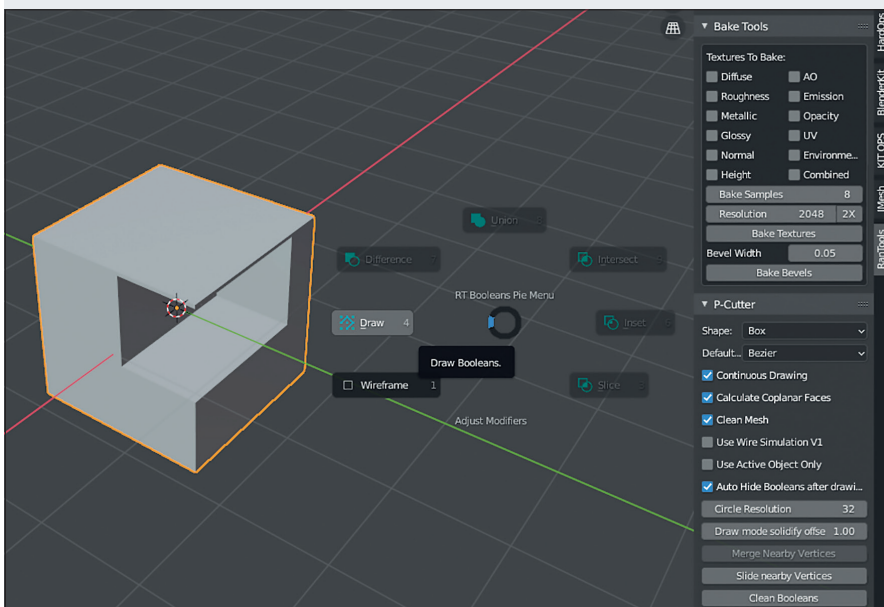 Bake Tools
Textures To Bake:
Diffuse AO
Roughness Emission
Metallic Opacity
Glossy UV
Normal Environme...
Height Combined
Bake Samples 8
Resolution 2048 2X
Bake Textures
Bevel Width 0.05
Bake Bevels
P-Cutter
Shape: Box
Default... Bezier
Continuous Drawing
Calculate Coplanar Faces
Clean Mesh
Use Wire Simulation V1
Use Active Object Only
Auto Hide Booleans after drawi...
Circle Resolution 32
Draw mode solidify offse 1.00
Merge Nearby Vertices
Slide nearby Vertices
Clean Booleans
HardOps
BlenderKit
KIT OPS
IMesh
RanTools
Union
Difference
Intersect
RT Booleans Pie Menu
Draw 4
Inset
Draw Booleans.
Wireframe 1
Slice
Adjust Modifiers